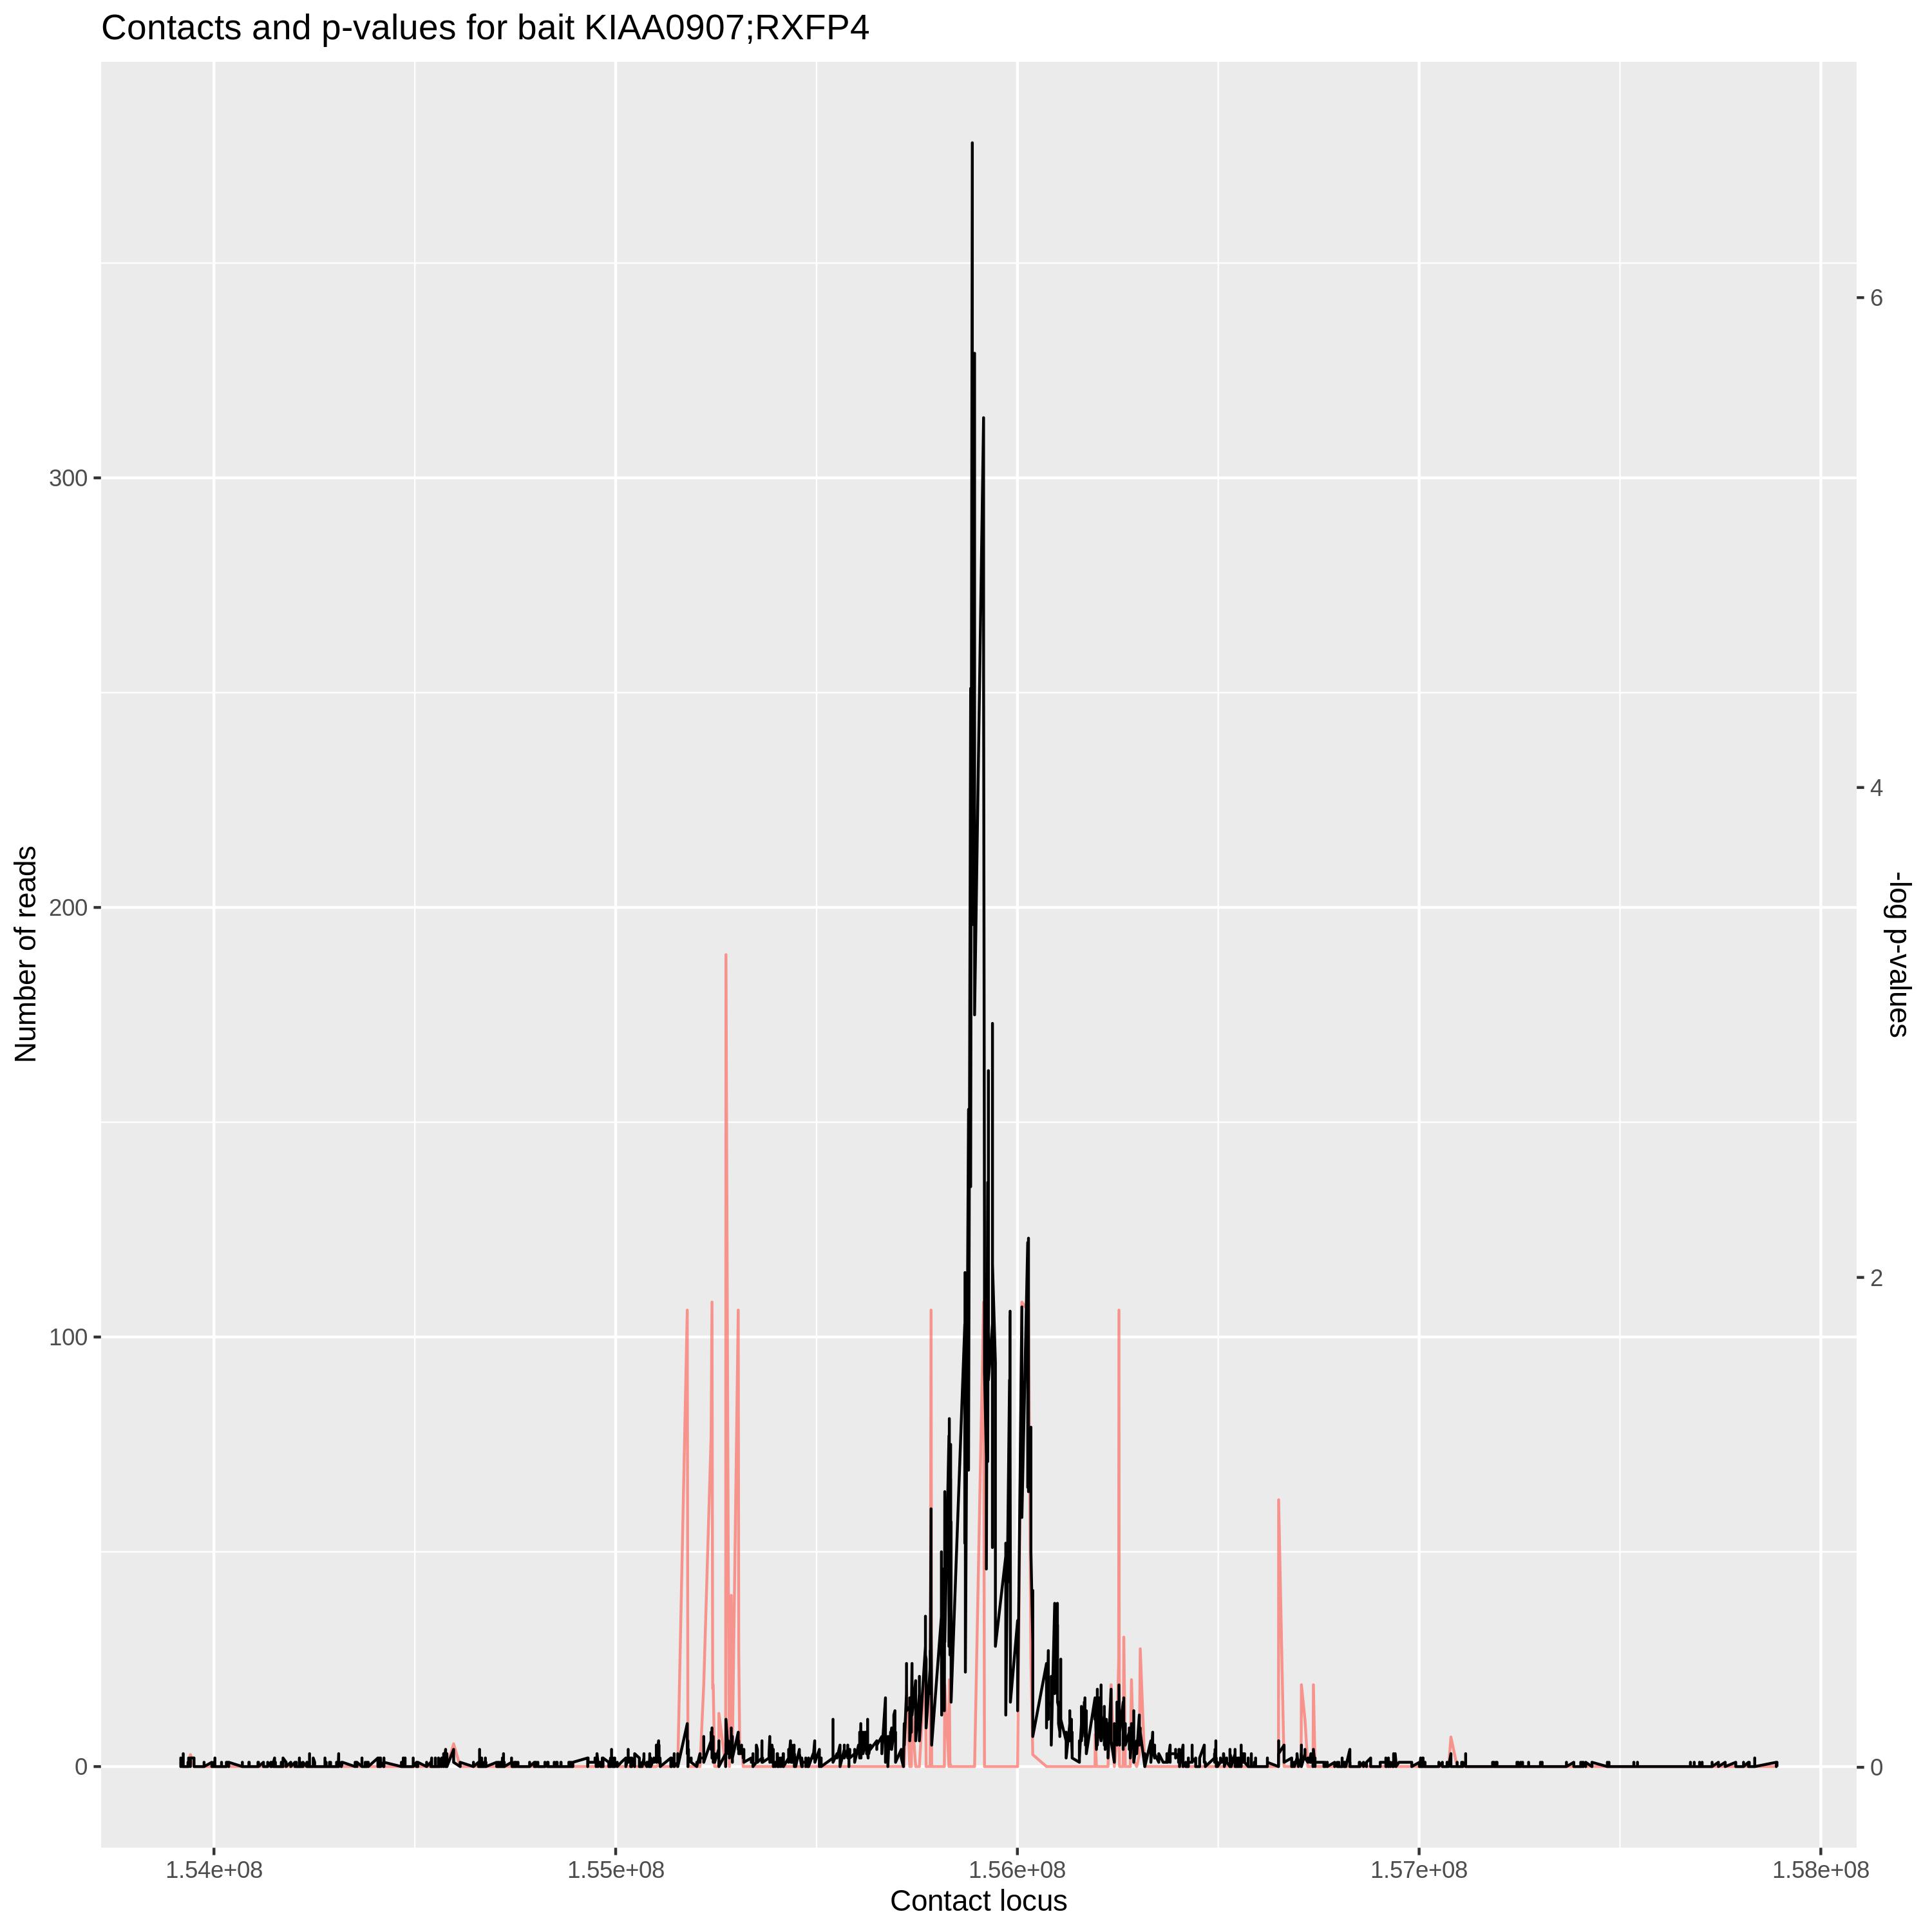 Contacts and p-values for bait KIAA0907;RXFP4
Number of reads
300
200
100
0
6
4
2
0
-log p-values
1.54e+08 1.55e+08 1.56e+08 1.57e+08 1.58e+08
Contact locus